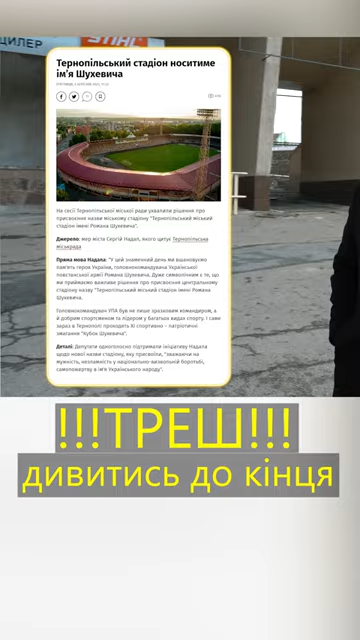 ЦИЛЕР
STIHL
Тернопільський стадіон носитиме
ім'я Шухевича
На сесії Тернопільської міської ради ухвалили рішення про
присвоєння назви міському стадіону "Тернопільський міський
стадіон імені Романа Шухевича".
Джерело: мер міста Сергій Надал, якого цитує Тернопільська
міськрада
Пряма мова Надала: "У цей знаменний день ми вшановуємо
пам'ять героя України, головнокомандувача Української
повстанської армії Романа Шухевича. Дуже символічним є те, що
ми приймаємо важливе рішення про присвоєння центральному
стадіону назву "Тернопільський міський стадіон імені Романа
Шухевича.
Головнокомандувач УПА був не лише зразковим командиром, а
й добрим спортсменом та лідером у багатьох видах спорту. І саме
зараз в Тернополі проходять XI спортивно – патріотичні
змагання "Кубок Шухевича".
Деталі: Депутати одноголосно підтримали ініціативу Надала
щодо нової назви стадіону, яку присвоїли, "зважаючи на
мужність, незламність у національно-визвольній боротьбі,
самопожертву в ім'я Українського народу".
!!!ТРЕШ!!!
дивитись до кінця